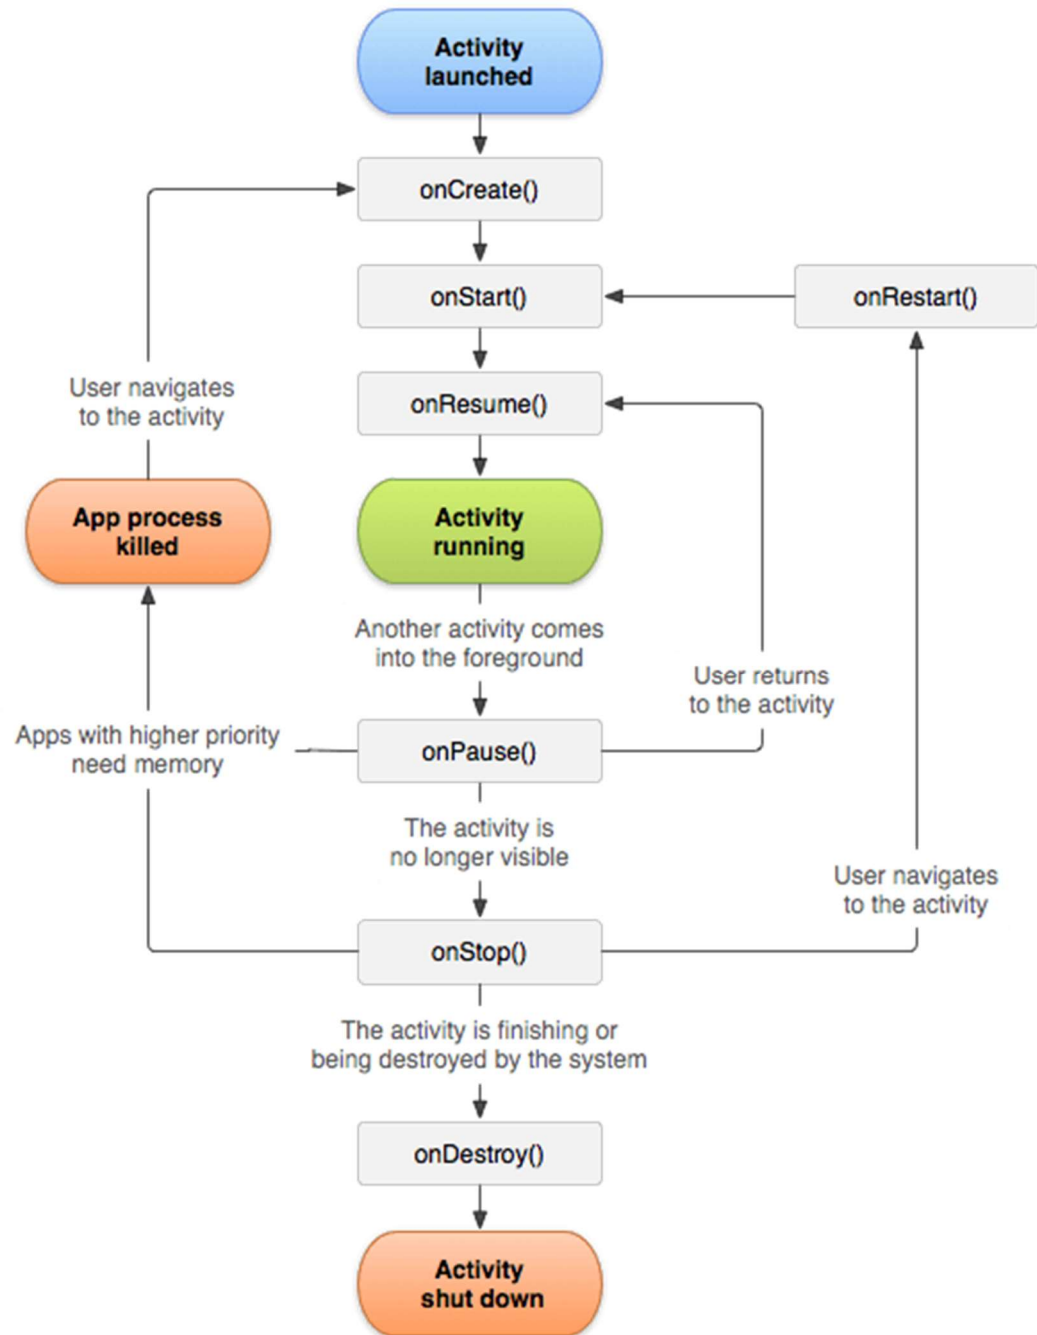 Activity
launched
onCreate()
onStart()
onRestart()
onResume()
User navigates
to the activity
App process
killed
Activity
running
Another activity comes
into the foreground
User returns
to the activity
Apps with higher priority
need memory
onPause()
The activity is
no longer visible
User navigates
to the activity
onStop()
The activity is finishing or
being destroyed by the system
onDestroy()
Activity
shut down